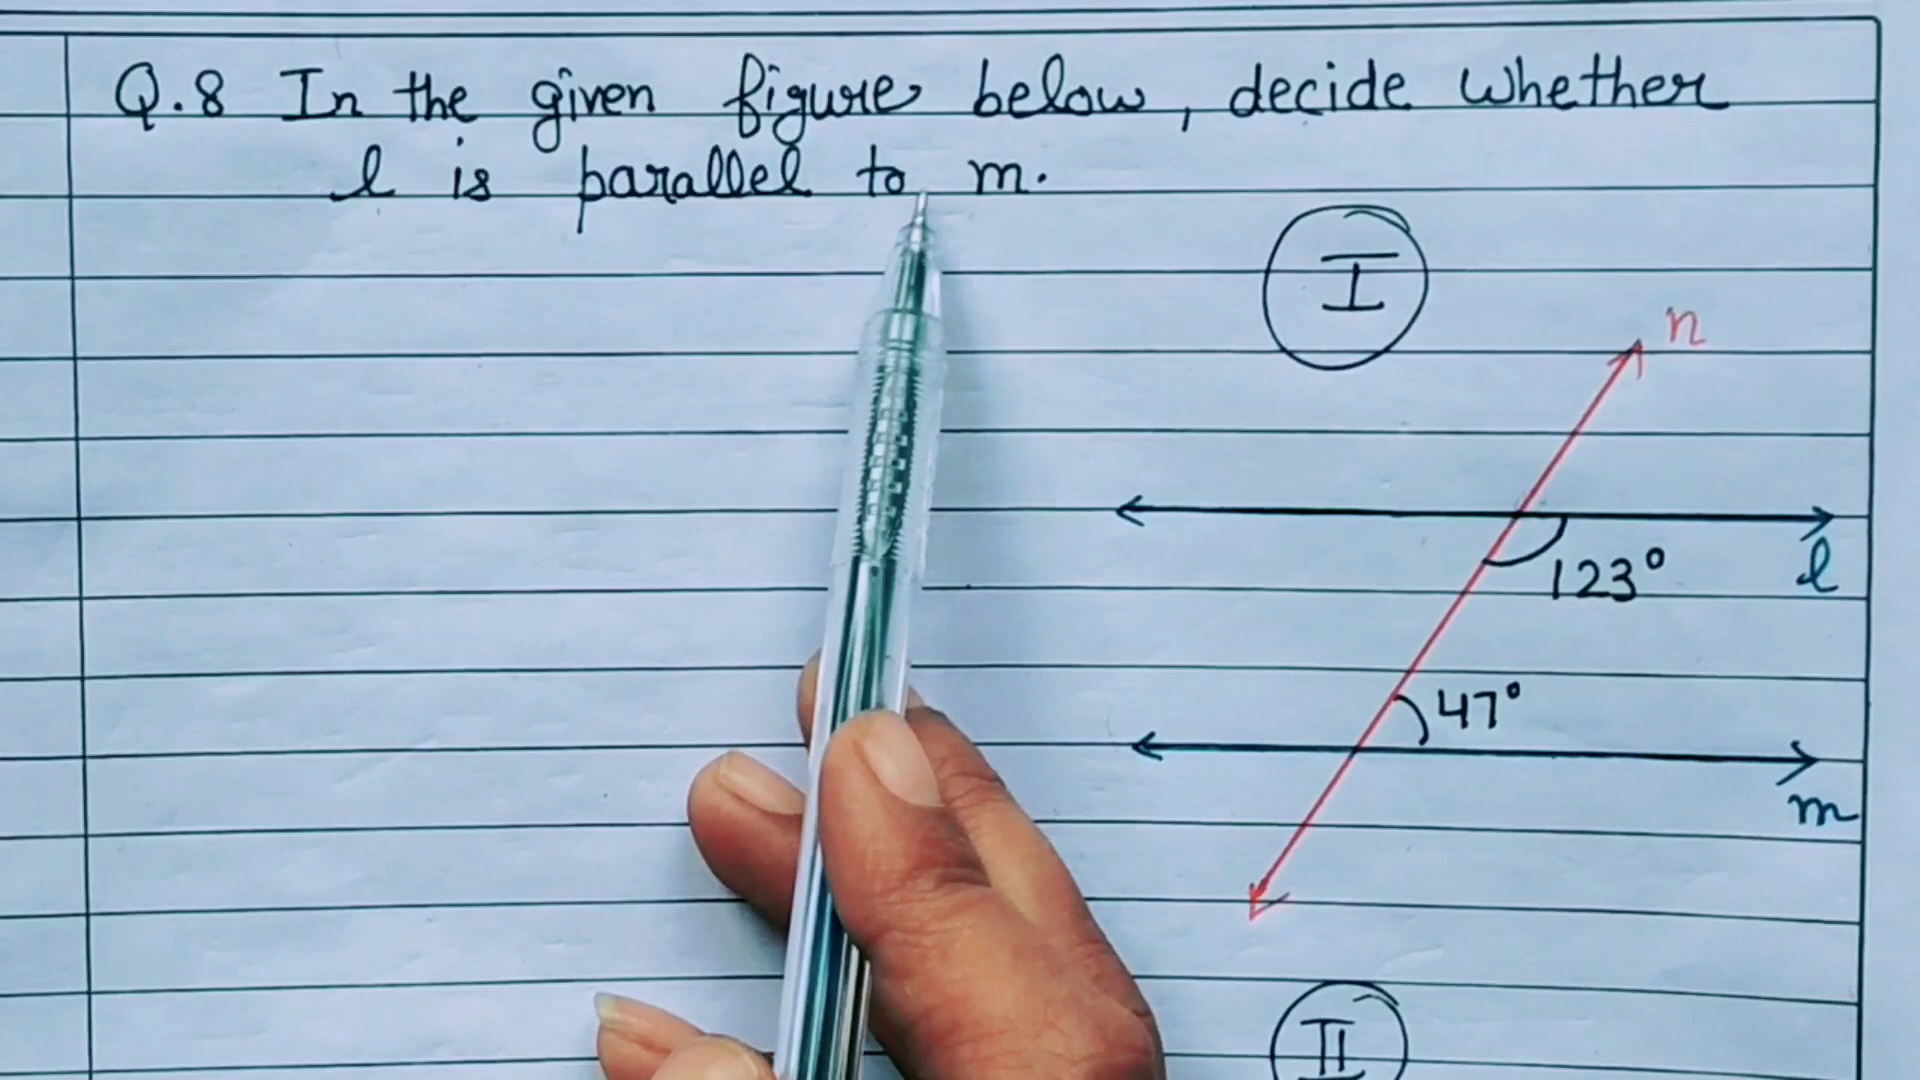 Q.8 In the given figure below, decide whether
l is parallel to m.
I
n
123°
l
47°
m
II